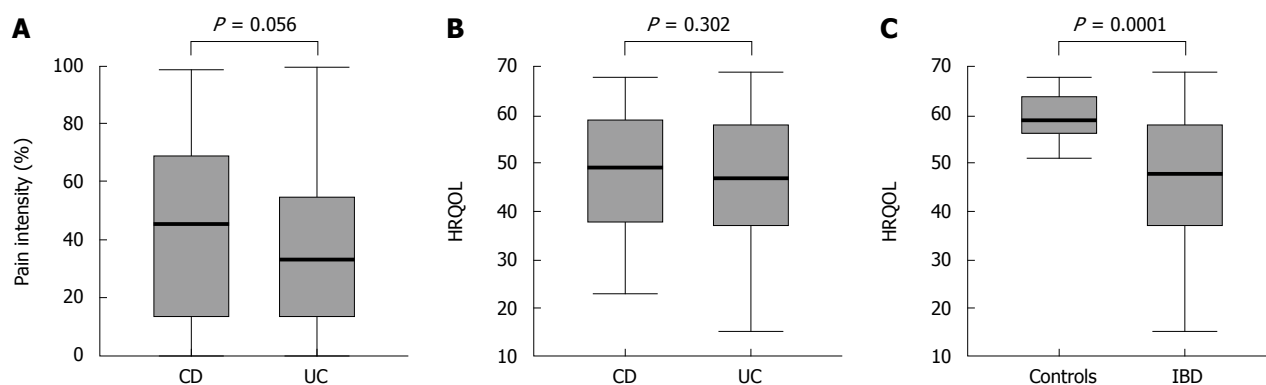 A
P = 0.056
Pain intensity (%)
100
80
60
40
20
0
CD UC
B
P = 0.302
HRQOL
70
60
50
40
30
20
10
CD UC
C
P = 0.0001
HRQOL
70
60
50
40
30
20
10
Controls IBD